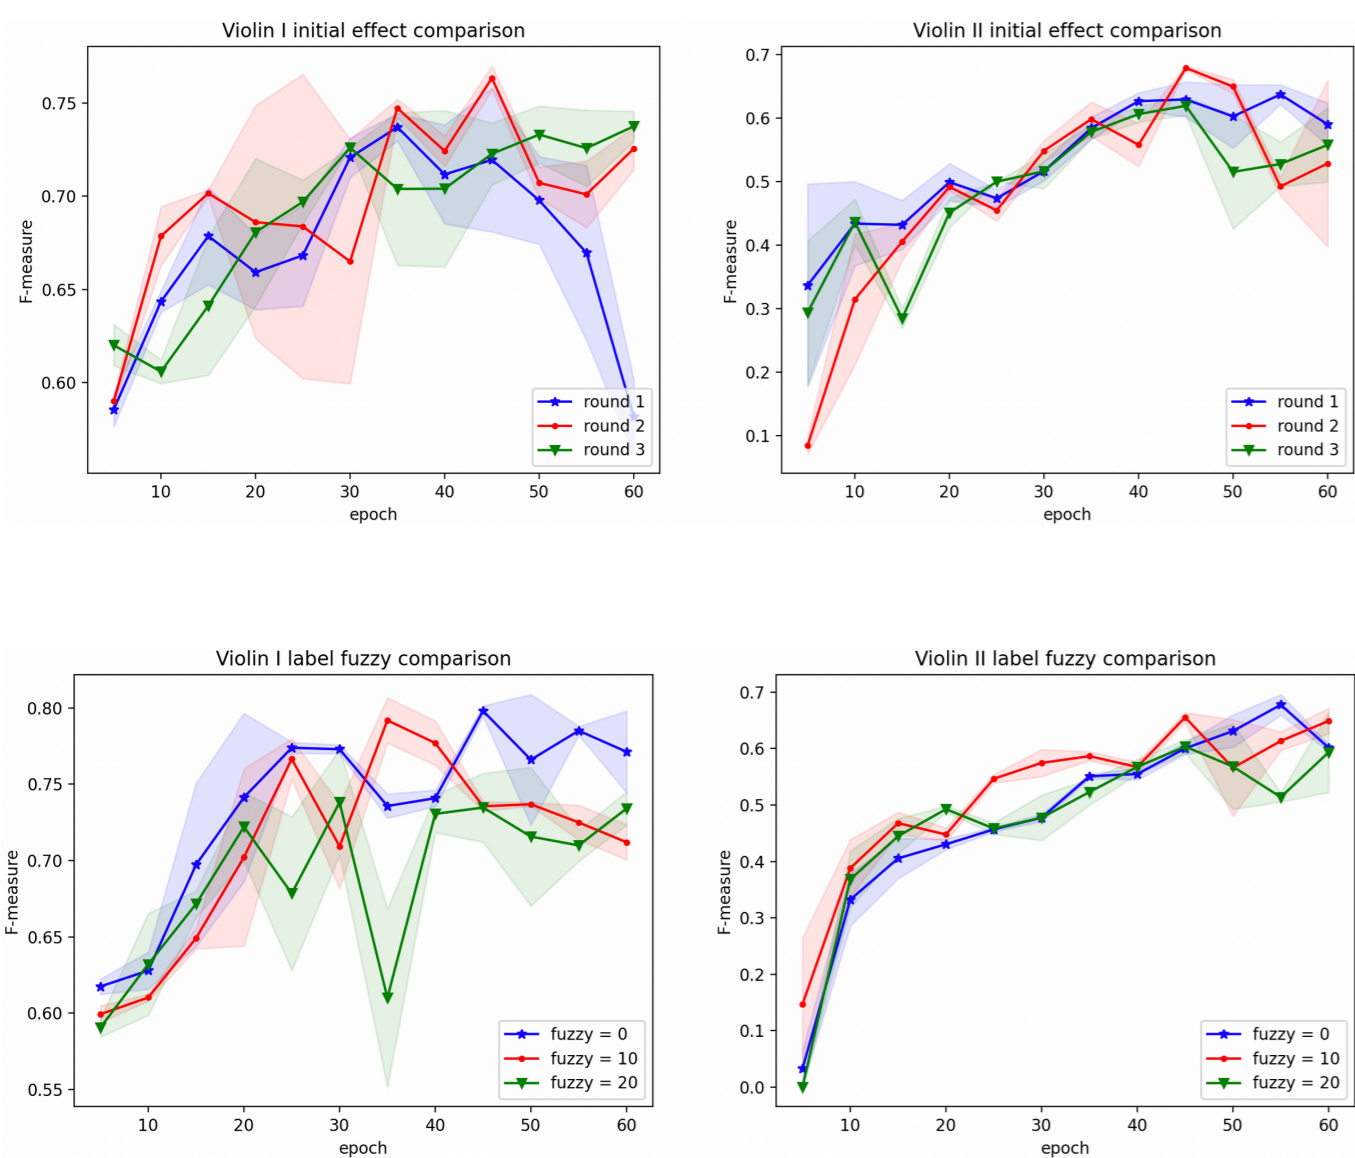 Violin I initial effect comparison
F-measure
0.75
0.70
0.65
0.60
10 20 30 40 50 60
epoch
round 1
round 2
round 3
Violin II initial effect comparison
F-measure
0.7
0.6
0.5
0.4
0.3
0.2
0.1
10 20 30 40 50 60
epoch
round 1
round 2
round 3
Violin I label fuzzy comparison
F-measure
0.80
0.75
0.70
0.65
0.60
0.55
10 20 30 40 50 60
epoch
fuzzy = 0
fuzzy = 10
fuzzy = 20
Violin II label fuzzy comparison
F-measure
0.7
0.6
0.5
0.4
0.3
0.2
0.1
0.0
10 20 30 40 50 60
epoch
fuzzy = 0
fuzzy = 10
fuzzy = 20